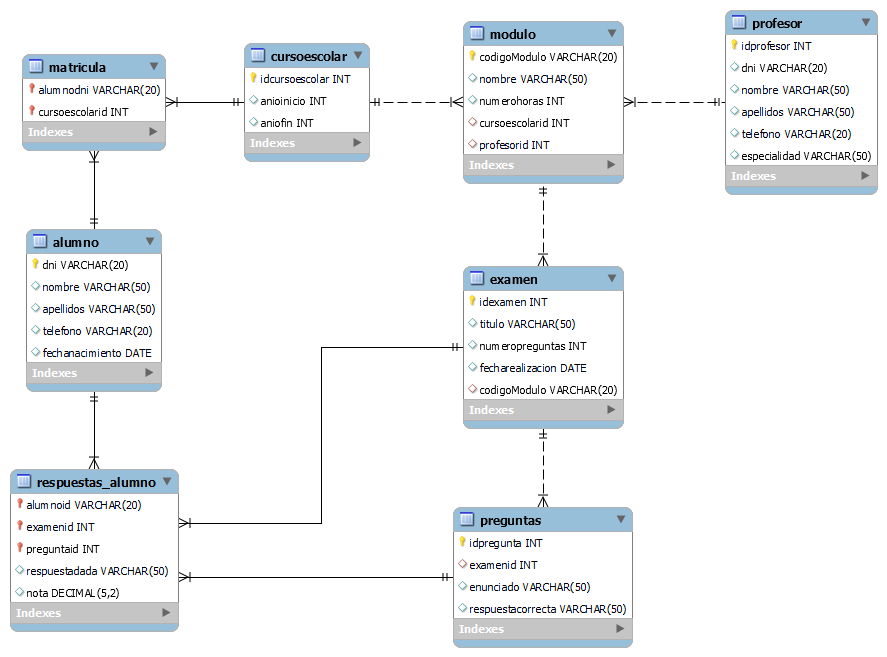 matricula
alumnodni VARCHAR(20)
cursoescolarid INT
Indexes
cursoescolar
idcursoescolar INT
anioinicio INT
aniofin INT
Indexes
modulo
codigoModulo VARCHAR(20)
nombre VARCHAR(50)
numerohoras INT
cursoescolarid INT
profesorid INT
Indexes
profesor
idprofesor INT
dni VARCHAR(20)
nombre VARCHAR(50)
apellidos VARCHAR(50)
telefono VARCHAR(20)
especialidad VARCHAR(50)
Indexes
alumno
dni VARCHAR(20)
nombre VARCHAR(50)
apellidos VARCHAR(50)
telefono VARCHAR(20)
fechanacimiento DATE
Indexes
examen
idexamen INT
titulo VARCHAR(50)
numeropreguntas INT
fecharealizacion DATE
codigoModulo VARCHAR(20)
Indexes
respuestas_alumno
alumnoid VARCHAR(20)
examenid INT
preguntaid INT
respuestadada VARCHAR(50)
nota DECIMAL(5,2)
Indexes
preguntas
idpregunta INT
examenid INT
enunciado VARCHAR(50)
respuestacorrecta VARCHAR(50)
Indexes